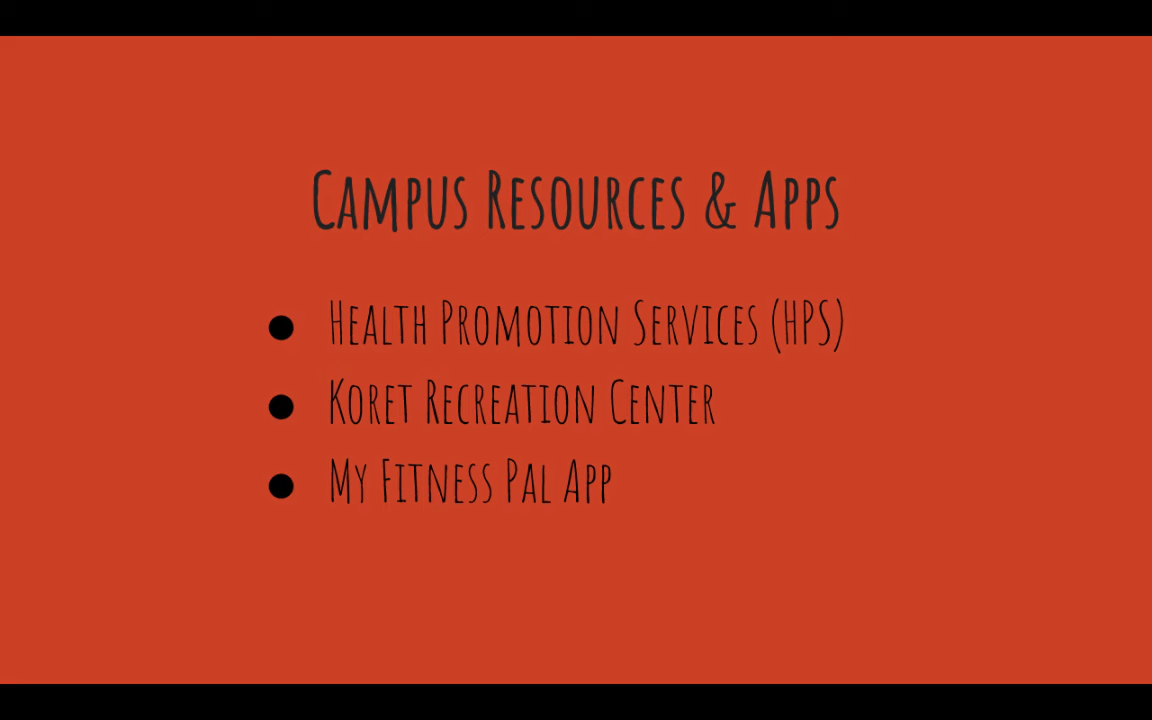 Campus Resources & Apps
● Health Promotion Services (HPS)
● Koret Recreation Center
● My Fitness Pal App